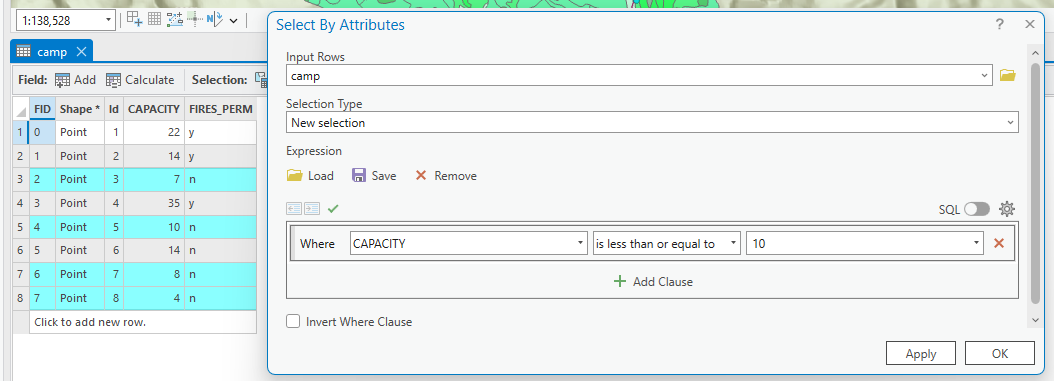 1:138,528
camp
Field: Add Calculate Selection:
FID Shape * Id CAPACITY FIRES_PERM
1 0 Point 1 22 y
2 1 Point 2 14 y
3 2 Point 3 7 n
4 3 Point 4 35 y
5 4 Point 5 10 n
6 5 Point 6 14 n
7 6 Point 7 8 n
8 7 Point 8 4 n
Click to add new row.
Select By Attributes
Input Rows
camp
Selection Type
New selection
Expression
Load Save Remove
SQL
Where CAPACITY is less than or equal to 10
Add Clause
Invert Where Clause
Apply OK